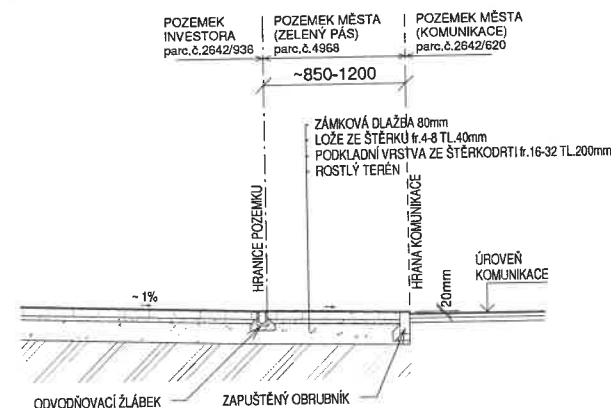 POZEMEK
INVESTORA
parc.č.2642/936
POZEMEK MĚSTA
(ZELENÝ PÁS)
parc.č.4968
POZEMEK MĚSTA
(KOMUNIKACE)
parc.č.2642/620
~850-1200
ZÁMKOVÁ DLAŽBA 80mm
LOŽE ZE ŠTĚRKU fr.4-8 TL.40mm
PODKLADNÍ VRSTVA ZE ŠTĚRKODRTI fr.16-32 TL.200mm
ROSTLÝ TERÉN
HRANICE POZEMKU
HRANA KOMUNIKACE
ÚROVEŇ
KOMUNIKACE
20mm
~ 1%
ODVODŇOVACÍ ŽLÁBEK
ZAPUŠTĚNÝ OBRUBNÍK